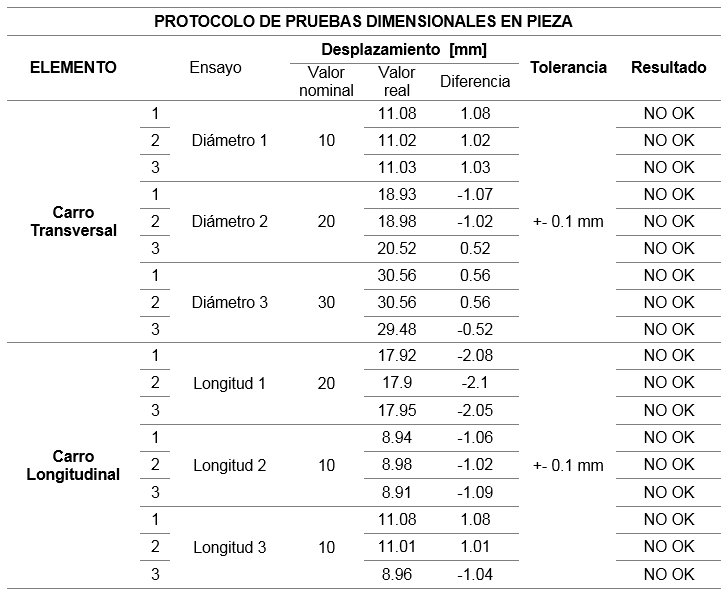 PROTOCOLO DE PRUEBAS DIMENSIONALES EN PIEZA
ELEMENTO Ensayo Desplazamiento [mm] Tolerancia Resultado
Valor nominal Valor real Diferencia
Carro Transversal +- 0.1 mm
1 Diámetro 1 10 11.08 1.08 NO OK
2 11.02 1.02 NO OK
3 11.03 1.03 NO OK
1 Diámetro 2 20 18.93 -1.07 NO OK
2 18.98 -1.02 NO OK
3 20.52 0.52 NO OK
1 Diámetro 3 30 30.56 0.56 NO OK
2 30.56 0.56 NO OK
3 29.48 -0.52 NO OK
Carro Longitudinal +- 0.1 mm
1 Longitud 1 20 17.92 -2.08 NO OK
2 17.9 -2.1 NO OK
3 17.95 -2.05 NO OK
1 Longitud 2 10 8.94 -1.06 NO OK
2 8.98 -1.02 NO OK
3 8.91 -1.09 NO OK
1 Longitud 3 10 11.08 1.08 NO OK
2 11.01 1.01 NO OK
3 8.96 -1.04 NO OK